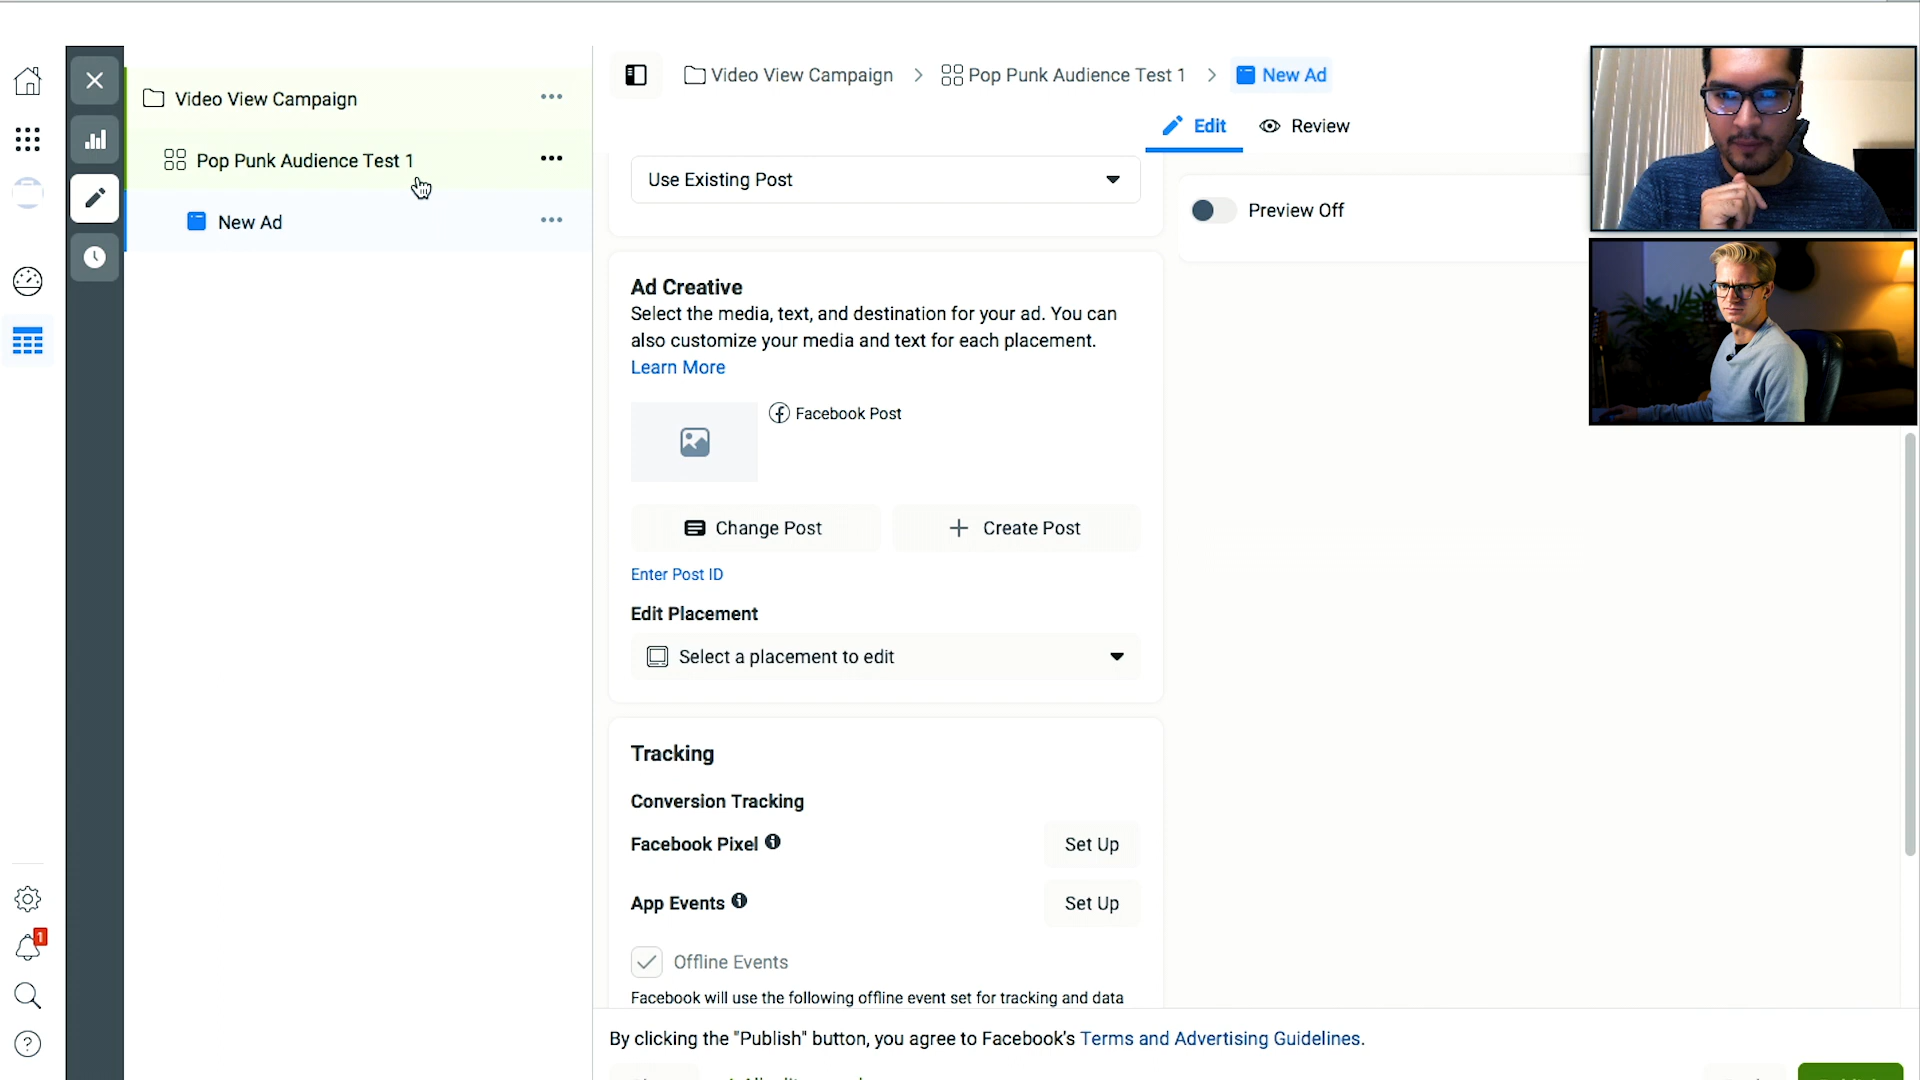 Video View Campaign
Pop Punk Audience Test 1
New Ad
1
Video View Campaign > Pop Punk Audience Test 1 > New Ad
Edit
Review
Use Existing Post
Preview Off
Ad Creative
Select the media, text, and destination for your ad. You can
also customize your media and text for each placement.
Learn More
Facebook Post
Change Post
Create Post
Enter Post ID
Edit Placement
Select a placement to edit
Tracking
Conversion Tracking
Facebook Pixel
Set Up
App Events
Set Up
Offline Events
Facebook will use the following offline event set for tracking and data
By clicking the "Publish" button, you agree to Facebook's Terms and Advertising Guidelines.